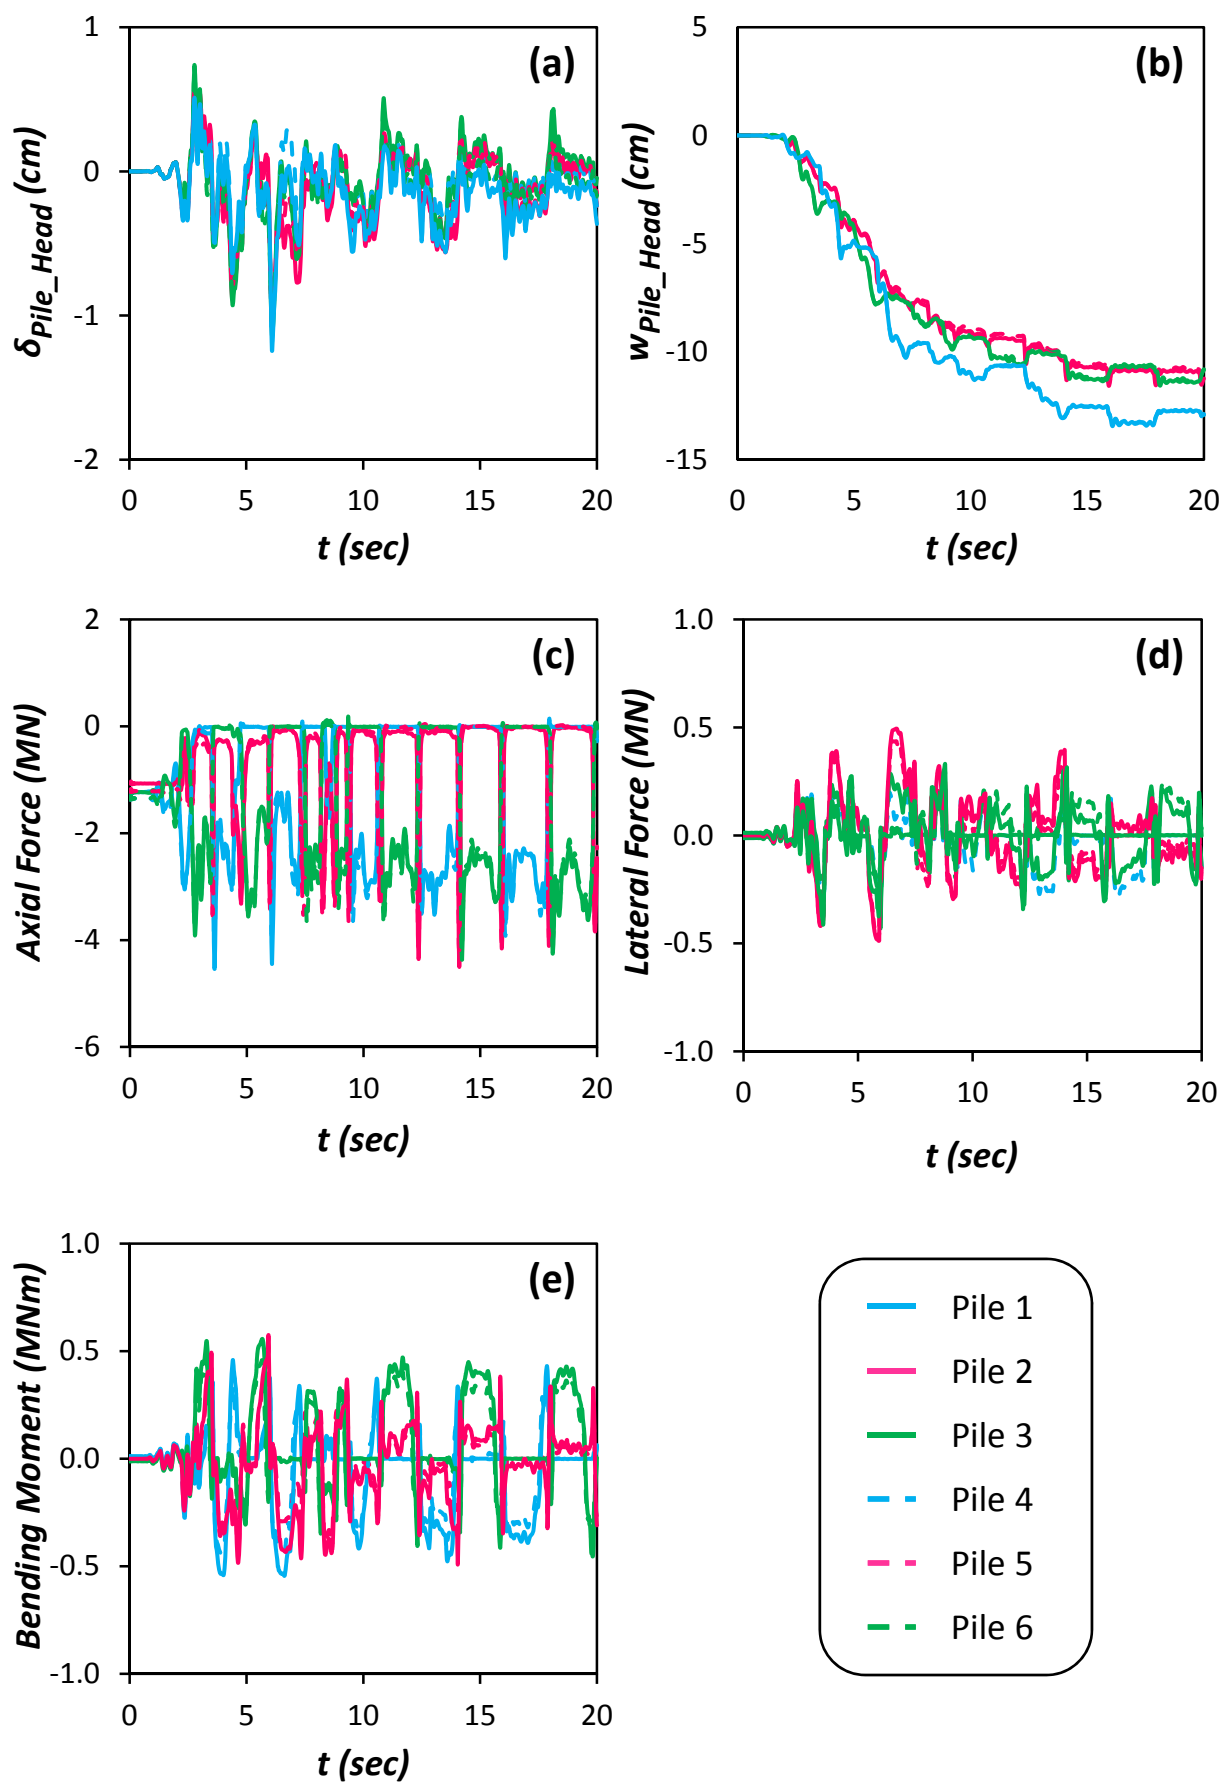 (a)
1
0
-1
-2
δPile_Head (cm)
0 5 10 15 20
t (sec)
(b)
5
0
-5
-10
-15
wPile_Head (cm)
0 5 10 15 20
t (sec)
(c)
2
0
-2
-4
-6
Axial Force (MN)
0 5 10 15 20
t (sec)
(d)
1.0
0.5
0.0
-0.5
-1.0
Lateral Force (MN)
0 5 10 15 20
t (sec)
(e)
1.0
0.5
0.0
-0.5
-1.0
Bending Moment (MNm)
0 5 10 15 20
t (sec)
Pile 1
Pile 2
Pile 3
Pile 4
Pile 5
Pile 6